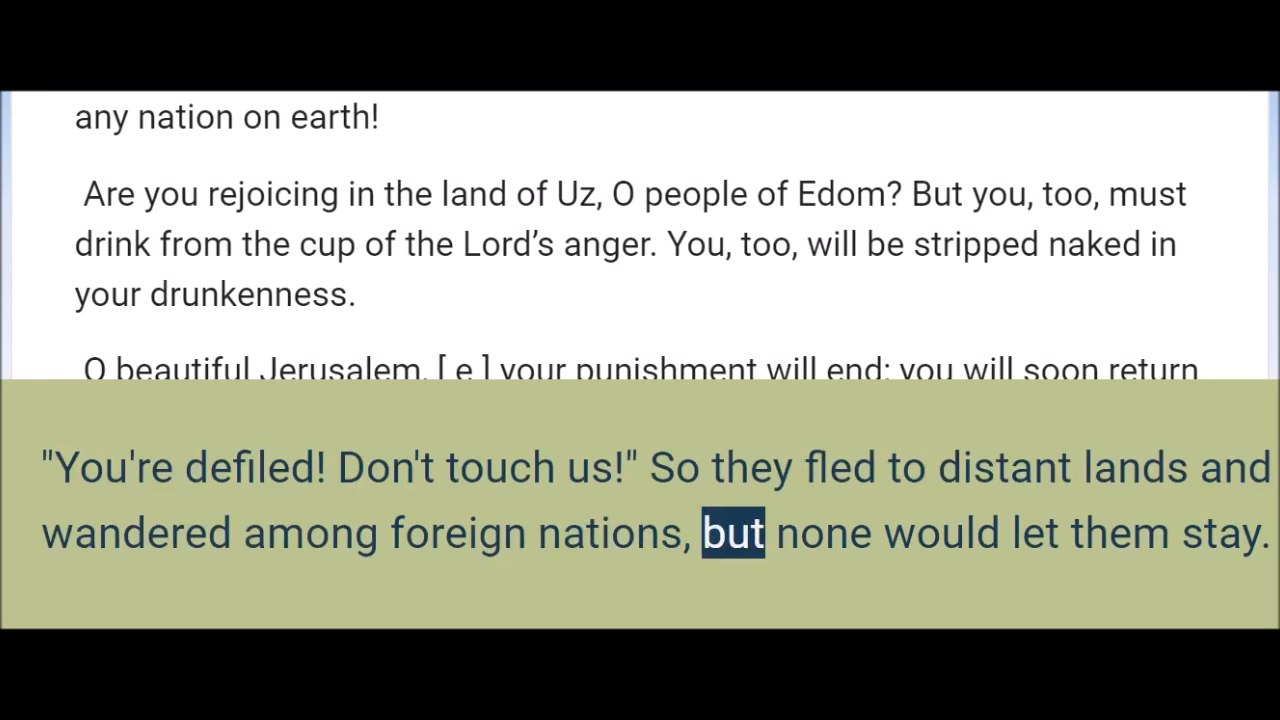 any nation on earth!
Are you rejoicing in the land of Uz, O people of Edom? But you, too, must
drink from the cup of the Lord’s anger. You, too, will be stripped naked in
your drunkenness.
O beautiful Jerusalem, [ e ] your punishment will end; you will soon return
"You're defiled! Don't touch us!" So they fled to distant lands and
wandered among foreign nations, but none would let them stay.